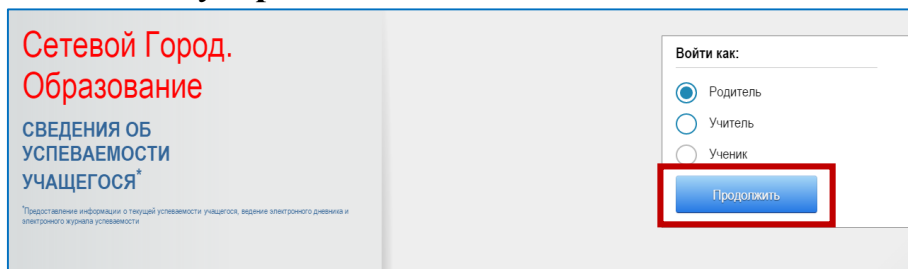 Сетевой Город.
Образование
СВЕДЕНИЯ ОБ
УСПЕВАЕМОСТИ
УЧАЩЕГОСЯ*
*Предоставление информации о текущей успеваемости учащегося, ведение электронного дневника и
электронного журнала успеваемости
Войти как:
Родитель
Учитель
Ученик
Продолжить